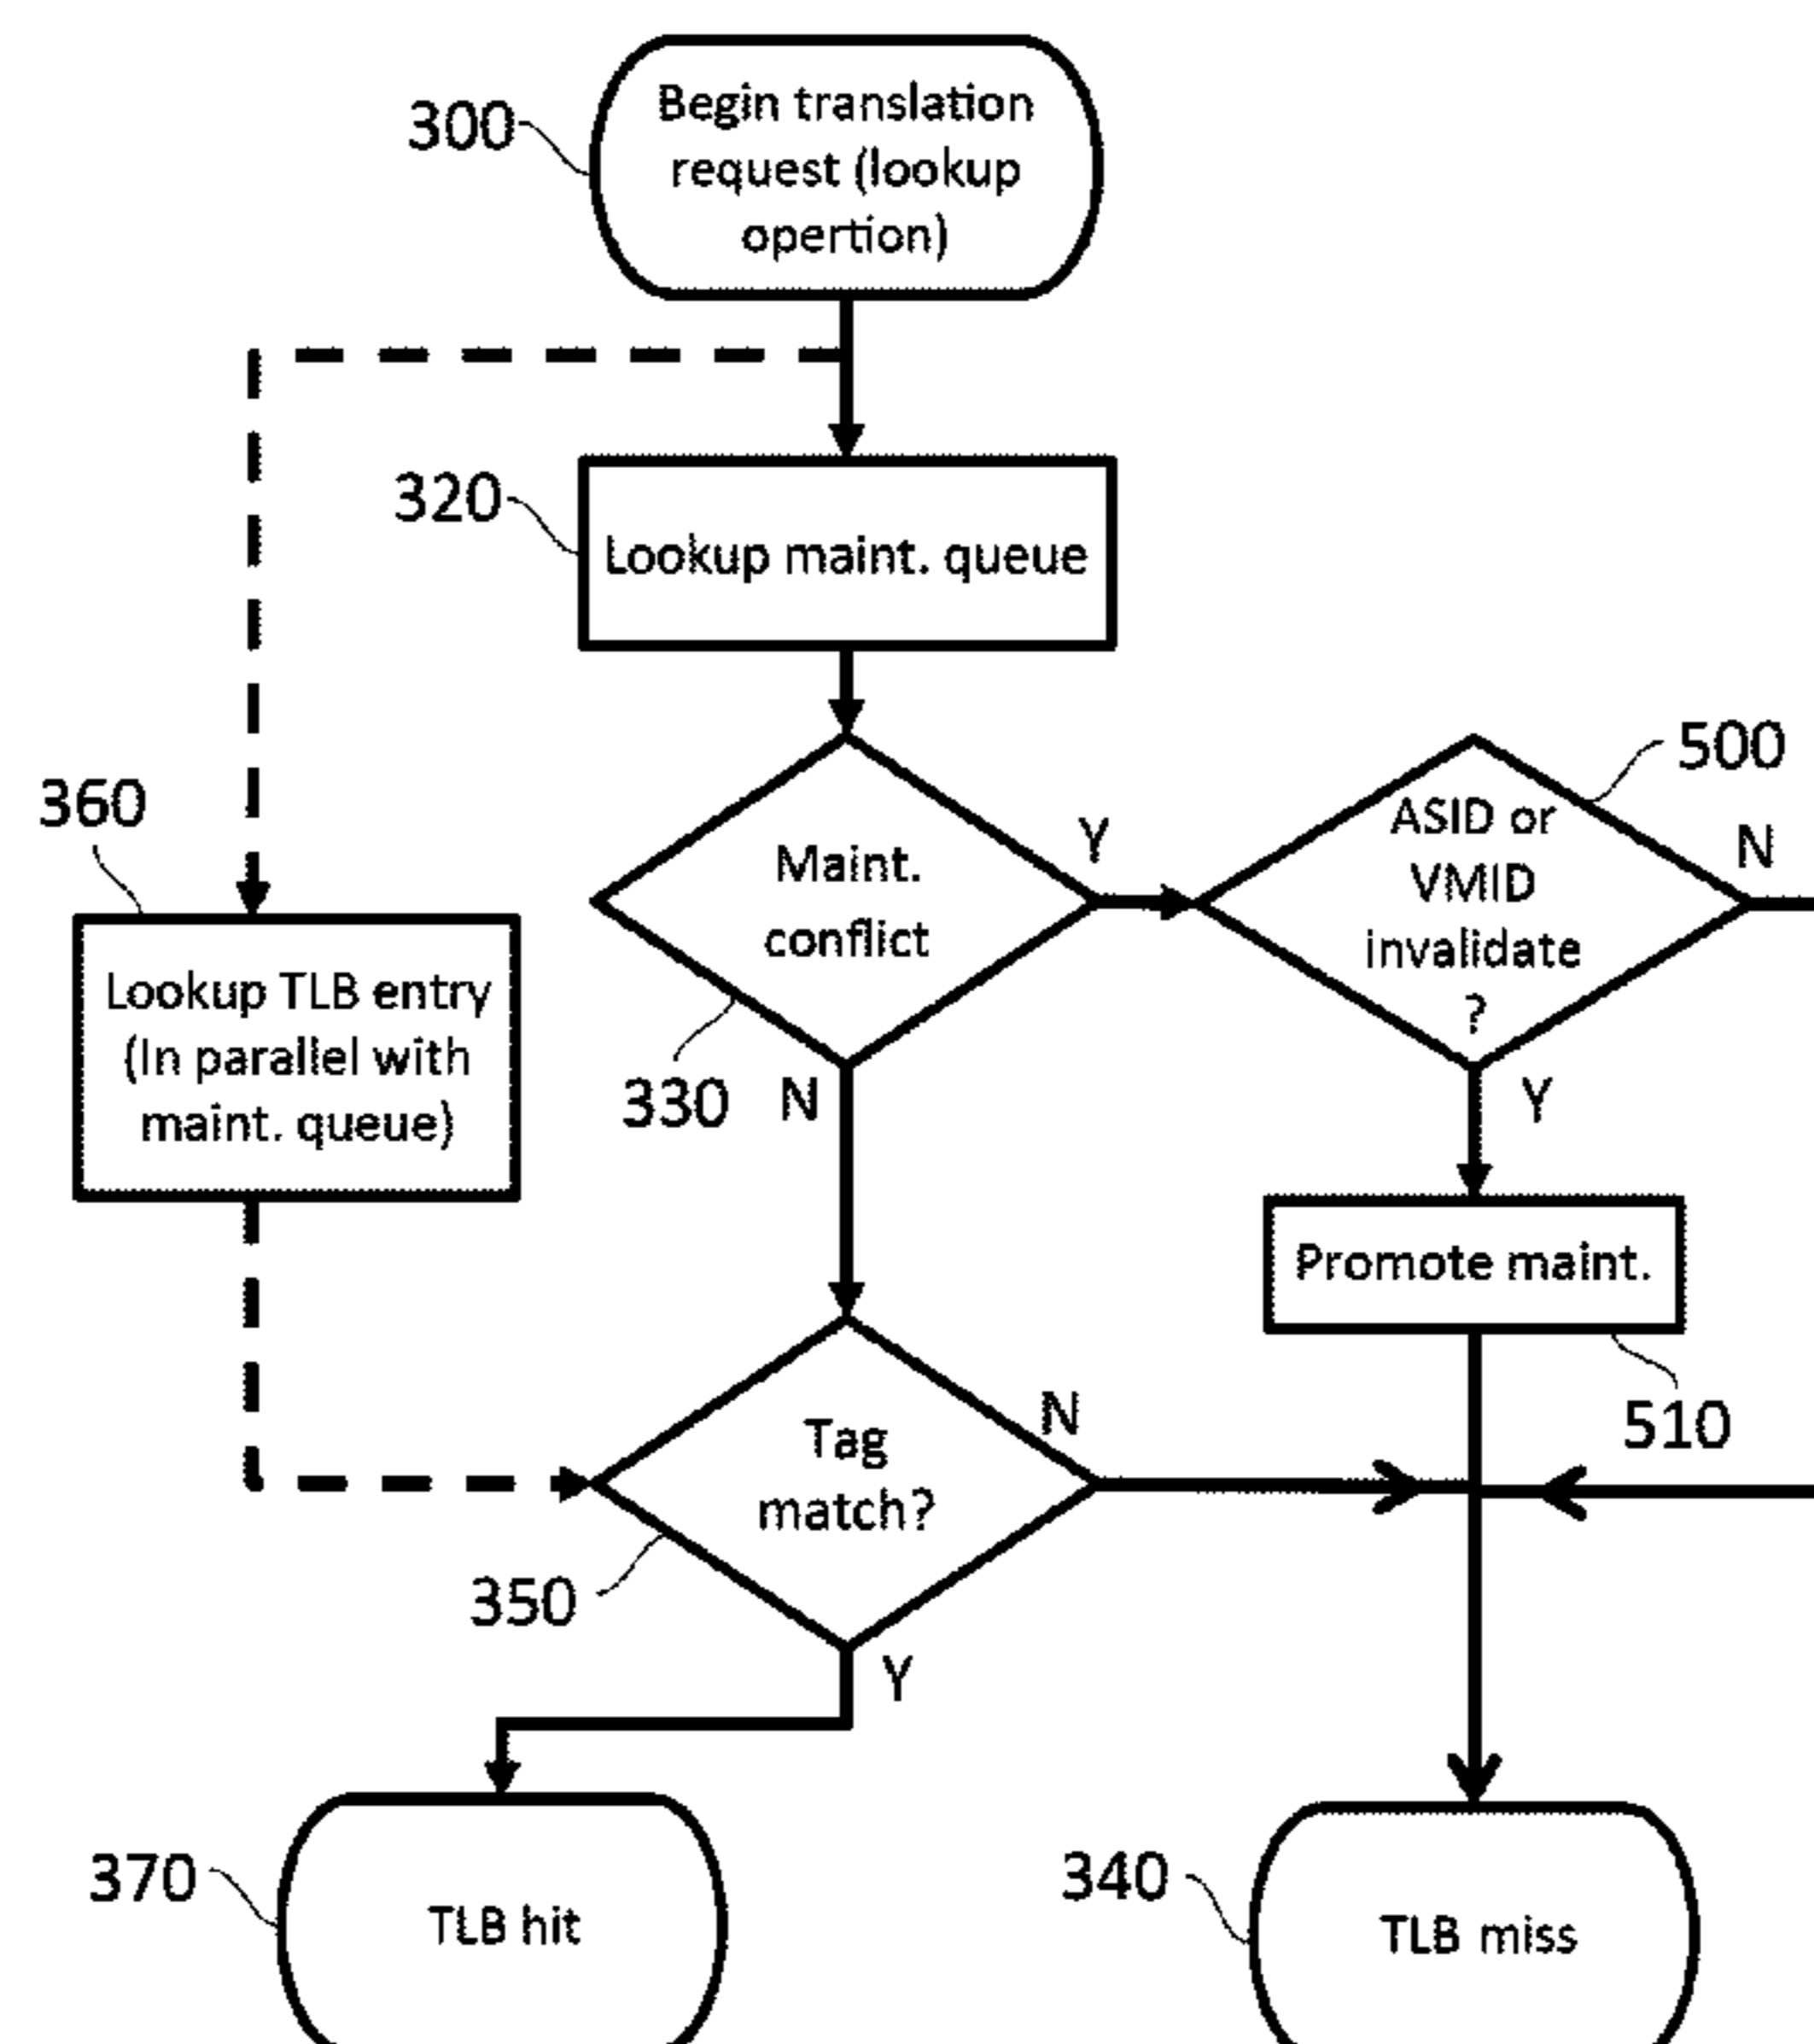 300
Begin translation
request (lookup
opertion)
320
Lookup maint. queue
360
Lookup TLB entry
(In parallel with
maint. queue)
Maint.
conflict
Y
330
N
500
ASID or
VMID
invalidate
?
N
Y
Promote maint.
510
Tag
match?
N
350
Y
370
TLB hit
340
TLB miss